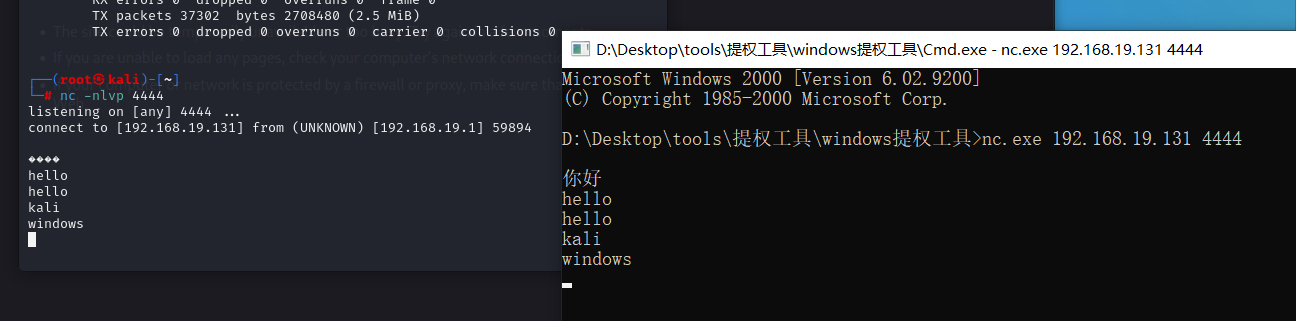 RX errors 0  dropped 0  overruns 0  frame 0
TX packets 37302  bytes 2708480 (2.5 MiB)
TX errors 0  dropped 0 overruns 0  carrier 0  collisions 0
If you are unable to load any pages, check your computer's network connection
network is protected by a firewall or proxy, make sure tha
┌──(root㉿kali)-[~]
└─# nc -nlvp 4444
listening on [any] 4444 ...
connect to [192.168.19.131] from (UNKNOWN) [192.168.19.1] 59894
����
hello
hello
kali
windows
D:\Desktop\tools\提权工具\windows提权工具\Cmd.exe - nc.exe 192.168.19.131 4444
Microsoft Windows 2000 [Version 6.02.9200]
(C) Copyright 1985-2000 Microsoft Corp.
D:\Desktop\tools\提权工具\windows提权工具>nc.exe 192.168.19.131 4444
你好
hello
hello
kali
windows